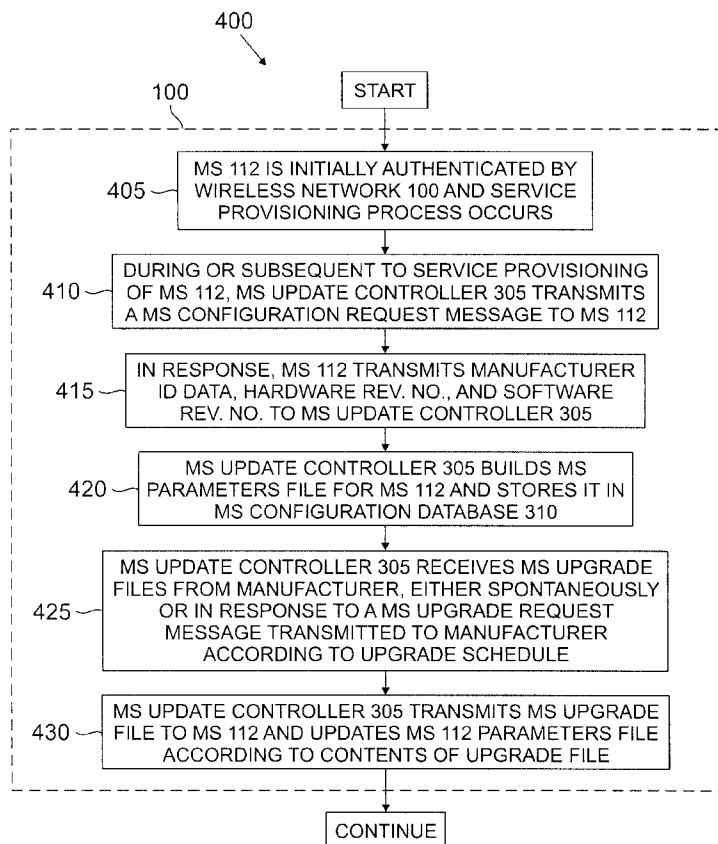 400
START
100
405
MS 112 IS INITIALLY AUTHENTICATED BY
WIRELESS NETWORK 100 AND SERVICE
PROVISIONING PROCESS OCCURS
410
DURING OR SUBSEQUENT TO SERVICE PROVISIONING
OF MS 112, MS UPDATE CONTROLLER 305 TRANSMITS
A MS CONFIGURATION REQUEST MESSAGE TO MS 112
415
IN RESPONSE, MS 112 TRANSMITS MANUFACTURER
ID DATA, HARDWARE REV. NO., AND SOFTWARE
REV. NO. TO MS UPDATE CONTROLLER 305
420
MS UPDATE CONTROLLER 305 BUILDS MS
PARAMETERS FILE FOR MS 112 AND STORES IT IN
MS CONFIGURATION DATABASE 310
425
MS UPDATE CONTROLLER 305 RECEIVES MS UPGRADE
FILES FROM MANUFACTURER, EITHER SPONTANEOUSLY
OR IN RESPONSE TO A MS UPGRADE REQUEST
MESSAGE TRANSMITTED TO MANUFACTURER
ACCORDING TO UPGRADE SCHEDULE
430
MS UPDATE CONTROLLER 305 TRANSMITS MS UPGRADE
FILE TO MS 112 AND UPDATES MS 112 PARAMETERS FILE
ACCORDING TO CONTENTS OF UPGRADE FILE
CONTINUE